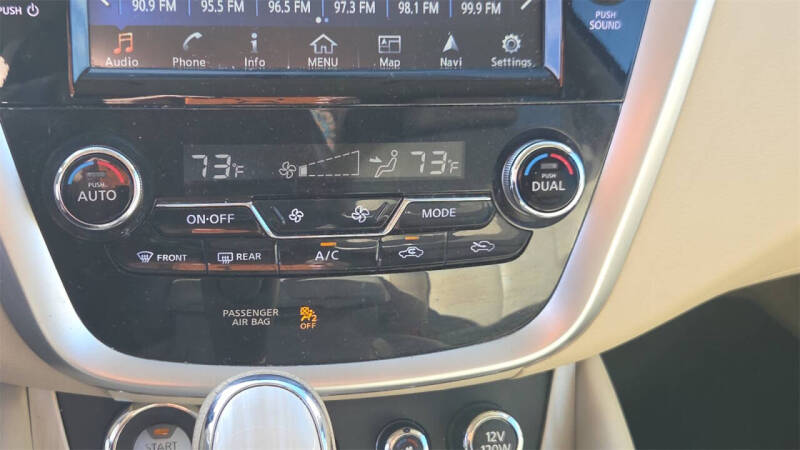 PUSH
90.9 FM 95.5 FM 96.5 FM 97.3 FM 98.1 FM 99.9 FM
PUSH
SOUND
Audio Phone Info MENU Map Navi Settings
73°F 73°F
PUSH
AUTO
PUSH
DUAL
ON·OFF MODE
FRONT REAR A/C
PASSENGER
AIR BAG
2
OFF
START
12V
120W